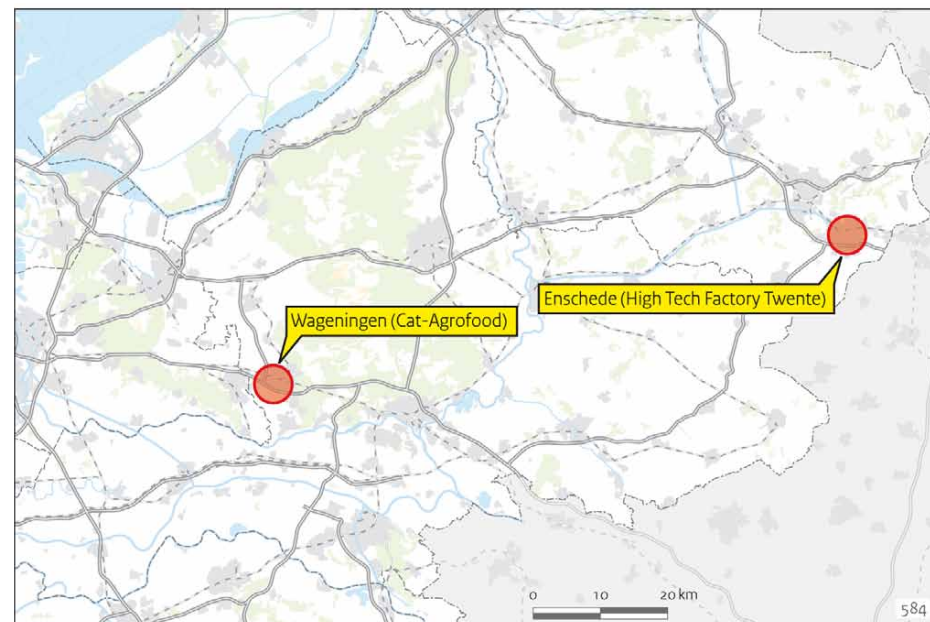 Enschede (High Tech Factory Twente)
Wageningen (Cat-Agrofood)
0 10 20 km
584